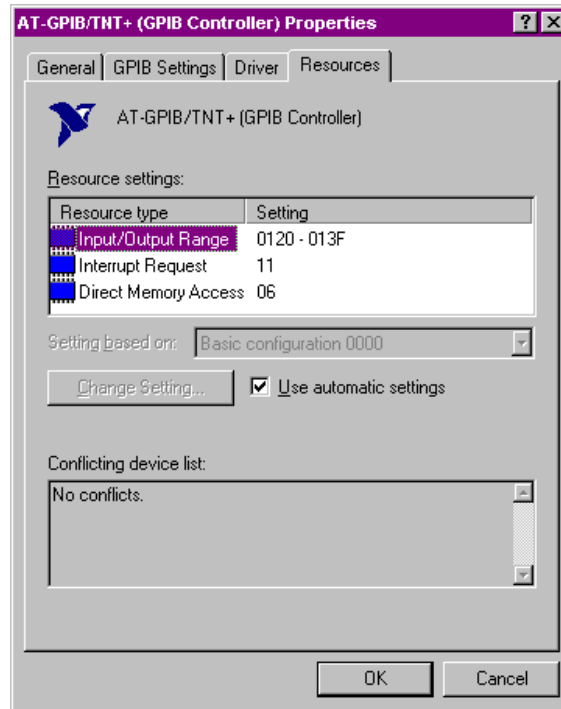 AT-GPIB/TNT+ (GPIB Controller) Properties
General GPIB Settings Driver Resources
AT-GPIB/TNT+ (GPIB Controller)
Resource settings:
Resource type Setting
Input/Output Range 0120 - 013F
Interrupt Request 11
Direct Memory Access 06
Setting based on: Basic configuration 0000
Change Setting... Use automatic settings
Conflicting device list:
No conflicts.
OK Cancel